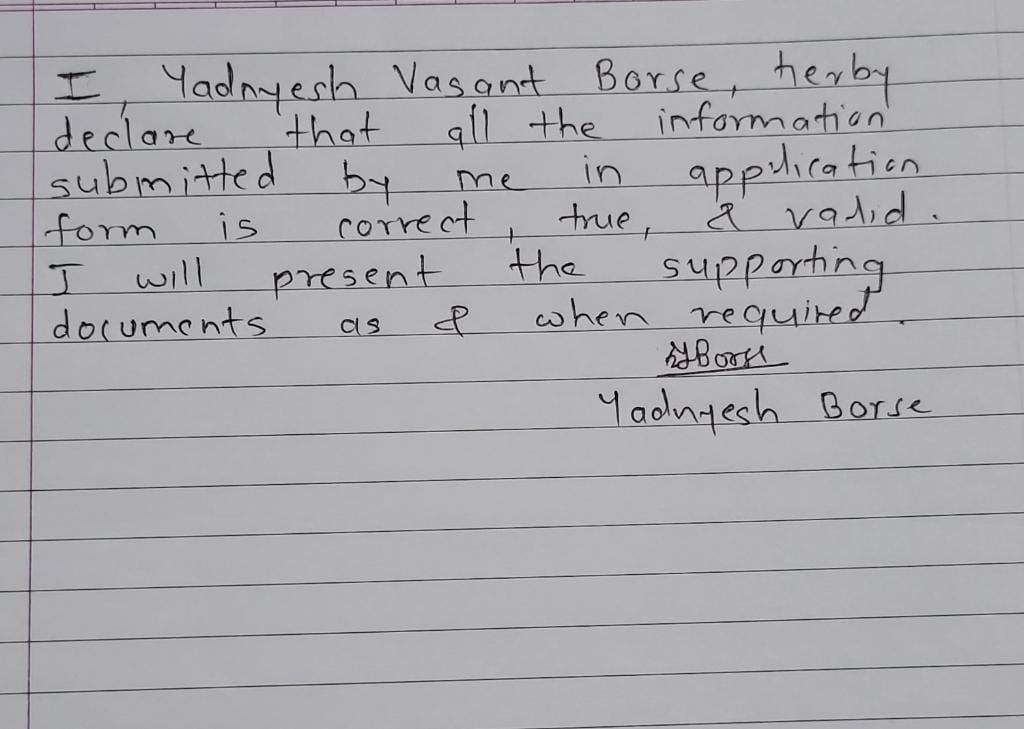 I, Yadnyesh Vasant Borse, herby
declare that all the information
submitted by me in application
form is correct, true, & valid.
I will present the supporting
documents as & when required.
Yadnyesh Borse